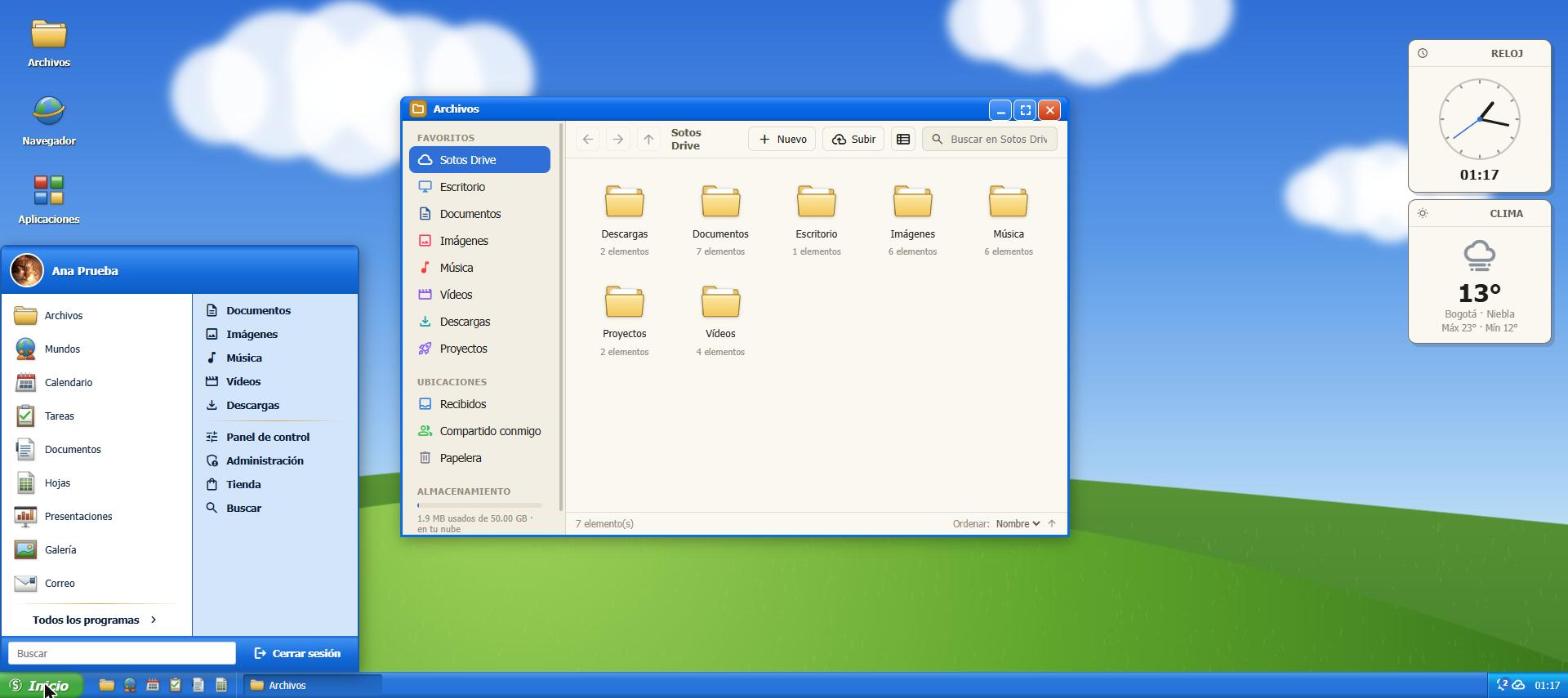 Archivos
Navegador
Aplicaciones
Ana Prueba
Archivos
Mundos
Calendario
Tareas
Documentos
Hojas
Presentaciones
Galería
Correo
Todos los programas
Documentos
Imágenes
Música
Vídeos
Descargas
Panel de control
Administración
Tienda
Buscar
Buscar
Cerrar sesión
Archivos
FAVORITOS
Sotos Drive
Escritorio
Documentos
Imágenes
Música
Vídeos
Descargas
Proyectos
UBICACIONES
Recibidos
Compartido conmigo
Papelera
ALMACENAMIENTO
1.9 MB usados de 50.00 GB ·
en tu nube
Sotos
Drive
Nuevo
Subir
Buscar en Sotos Driv
Descargas
2 elementos
Documentos
7 elementos
Escritorio
1 elementos
Imágenes
6 elementos
Música
6 elementos
Proyectos
2 elementos
Vídeos
4 elementos
7 elemento(s)
Ordenar: Nombre
RELOJ
01:17
CLIMA
13°
Bogotá · Niebla
Máx 23° · Mín 12°
S Inicio
Archivos
2
01:17